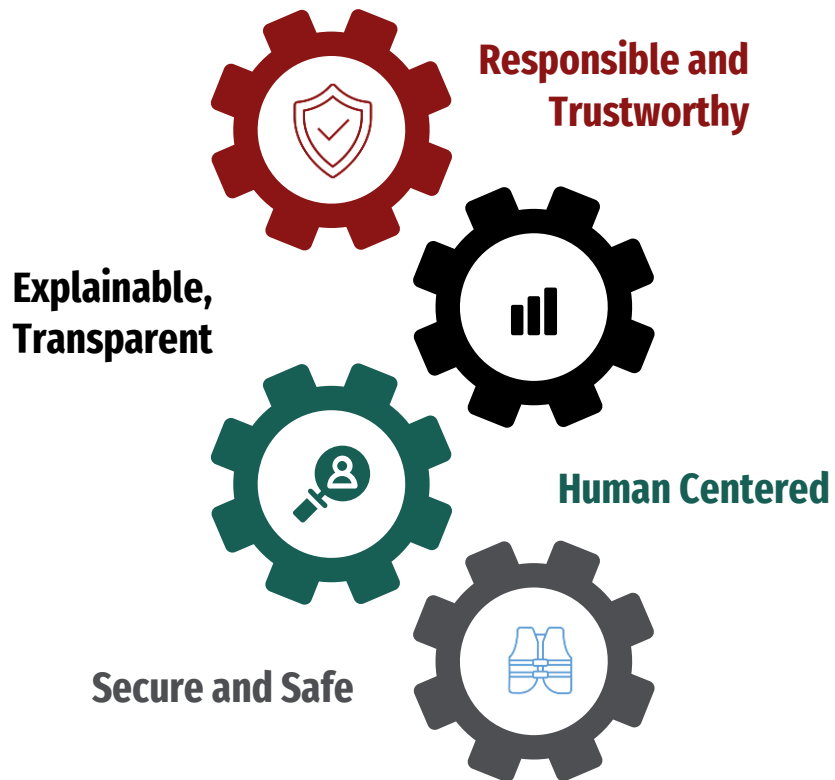 Responsible and
Trustworthy
Explainable,
Transparent
Human Centered
Secure and Safe